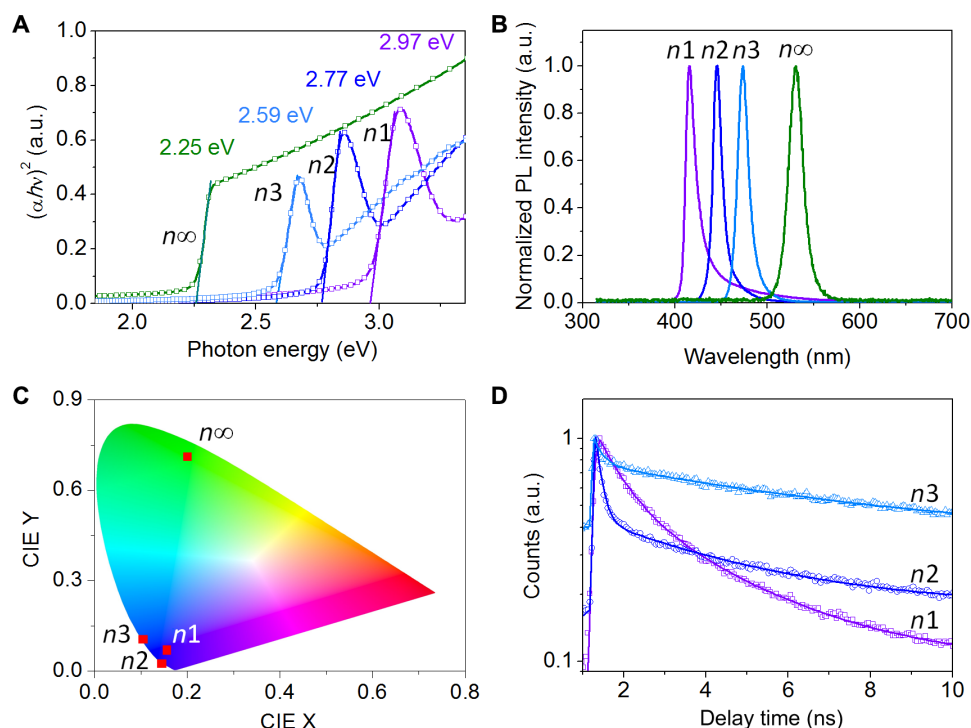 A
1.0
0.8
0.6
0.4
0.2
0.0
(αhν)² (a.u.)
2.97 eV
2.77 eV
2.59 eV
2.25 eV
n1
n2
n3
n∞
2.0 2.5 3.0
Photon energy (eV)
B
Normalized PL intensity (a.u.)
1.0
0.8
0.6
0.4
0.2
0.0
n1 n2 n3 n∞
300 400 500 600 700
Wavelength (nm)
C
0.9
0.6
0.3
0.0
CIE Y
n∞
n3
n1
n2
0.0 0.2 0.4 0.6 0.8
CIE X
D
1
0.1
Counts (a.u.)
n3
n2
n1
2 4 6 8 10
Delay time (ns)